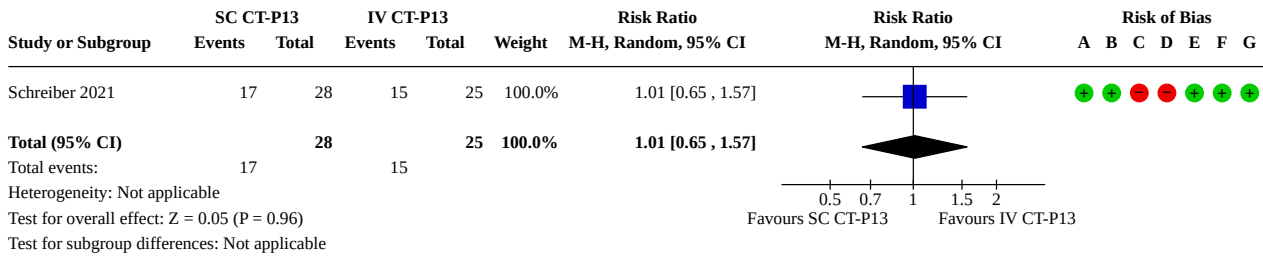 SC CT-P13 IV CT-P13 Risk Ratio Risk Ratio Risk of Bias
Study or Subgroup Events Total Events Total Weight M-H, Random, 95% CI M-H, Random, 95% CI A B C D E F G
Schreiber 2021 17 28 15 25 100.0% 1.01 [0.65 , 1.57] + + − − + + +
Total (95% CI) 28 25 100.0% 1.01 [0.65 , 1.57]
Total events: 17 15
Heterogeneity: Not applicable
0.5 0.7 1 1.5 2
Test for overall effect: Z = 0.05 (P = 0.96) Favours SC CT-P13 Favours IV CT-P13
Test for subgroup differences: Not applicable